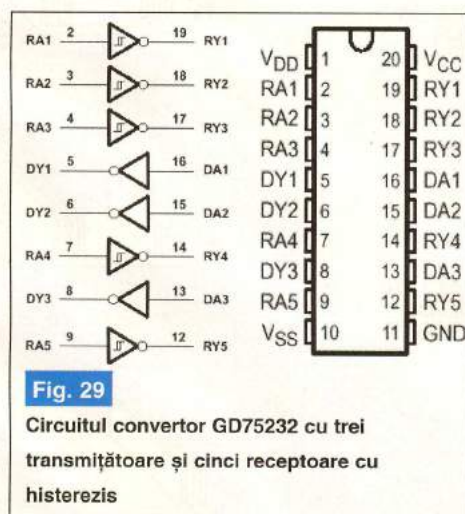 RA1 2 19 RY1
RA2 3 18 RY2
RA3 4 17 RY3
DY1 5 16 DA1
DY2 6 15 DA2
RA4 7 14 RY4
DY3 8 13 DA3
RA5 9 12 RY5
VDD 1 20 VCC
RA1 2 19 RY1
RA2 3 18 RY2
RA3 4 17 RY3
DY1 5 16 DA1
DY2 6 15 DA2
RA4 7 14 RY4
DY3 8 13 DA3
RA5 9 12 RY5
VSS 10 11 GND
Fig. 29
Circuitul convertor GD75232 cu trei
transmițătoare și cinci receptoare cu
histerezis